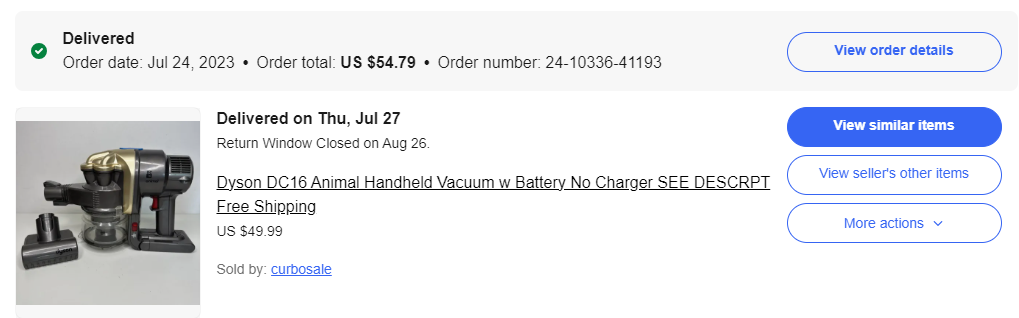 Delivered
Order date: Jul 24, 2023 • Order total: US $54.79 • Order number: 24-10336-41193
View order details
Delivered on Thu, Jul 27
Return Window Closed on Aug 26.
Dyson DC16 Animal Handheld Vacuum w Battery No Charger SEE DESCRPT
Free Shipping
US $49.99
Sold by: curbosale
View similar items
View seller's other items
More actions